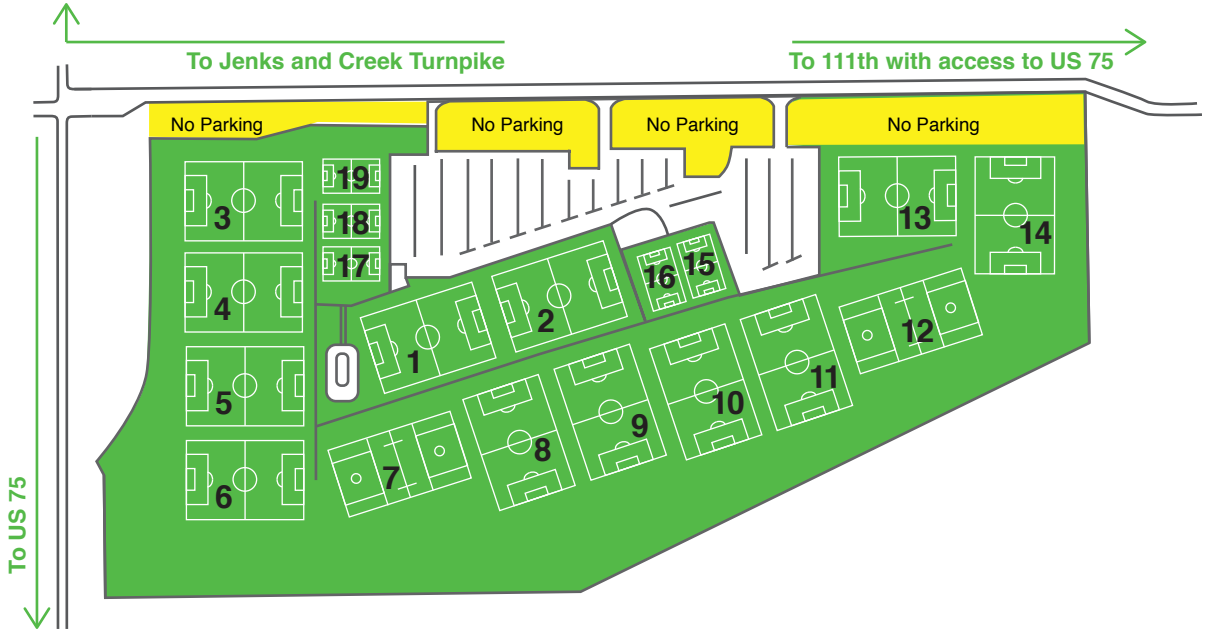 To Jenks and Creek Turnpike
To 111th with access to US 75
No Parking
No Parking
No Parking
No Parking
3
19
18
17
4
5
6
1
2
16
15
13
14
12
11
10
9
8
7
To US 75